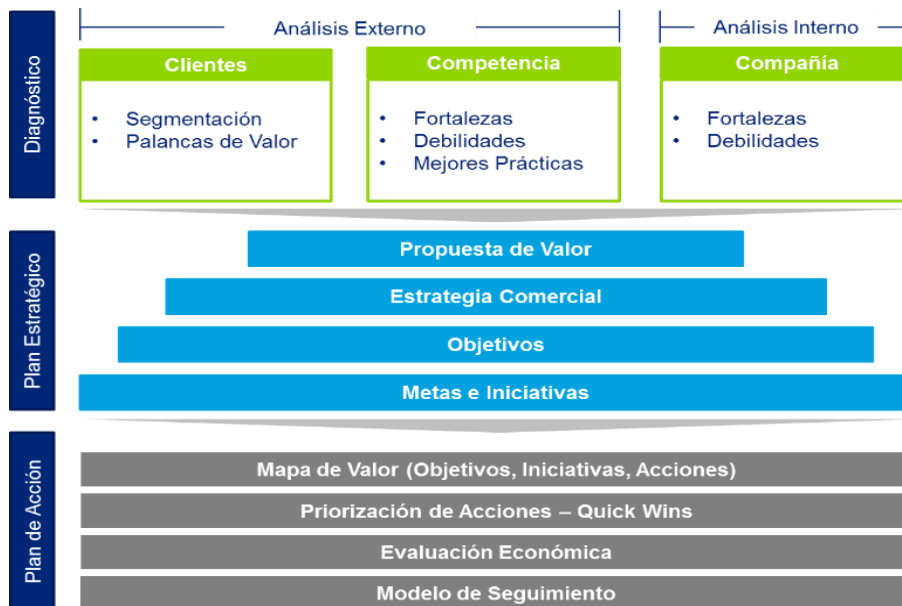 Análisis Externo
Análisis Interno
Diagnóstico
Clientes
• Segmentación
• Palancas de Valor
Competencia
• Fortalezas
• Debilidades
• Mejores Prácticas
Compañía
• Fortalezas
• Debilidades
Plan Estratégico
Propuesta de Valor
Estrategia Comercial
Objetivos
Metas e Iniciativas
Plan de Acción
Mapa de Valor (Objetivos, Iniciativas, Acciones)
Priorización de Acciones – Quick Wins
Evaluación Económica
Modelo de Seguimiento